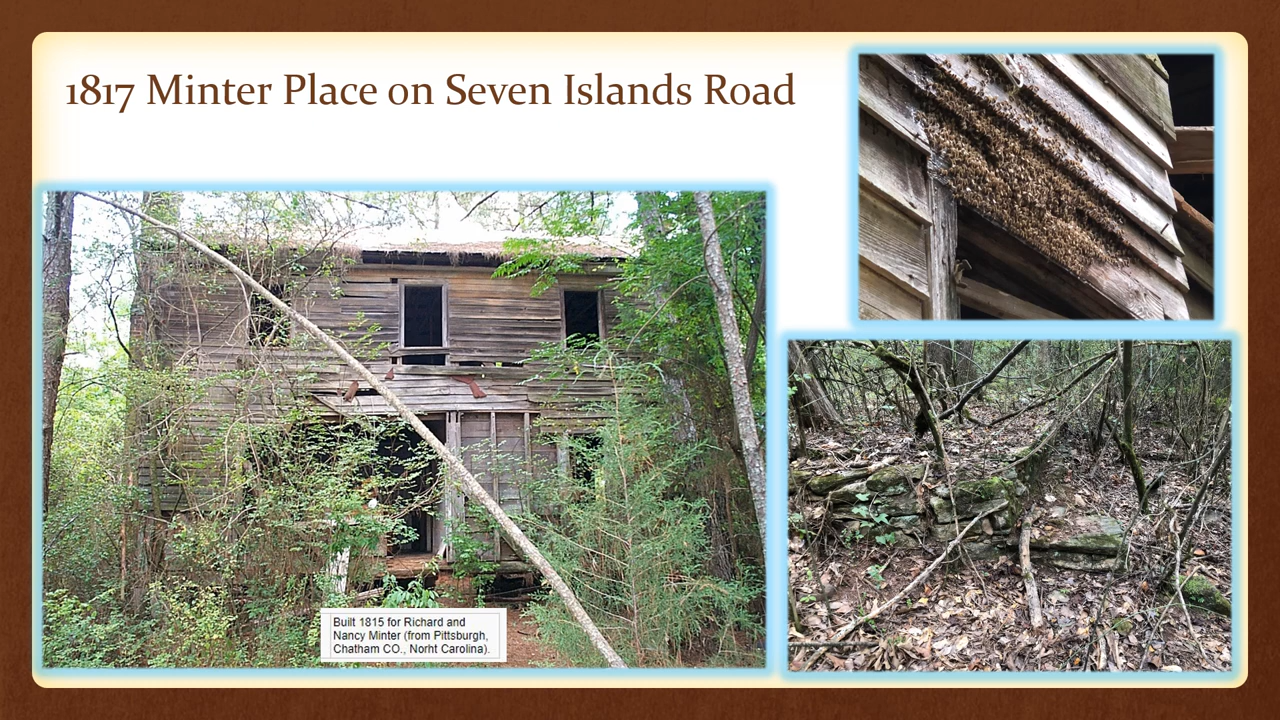 1817 Minter Place on Seven Islands Road
Built 1815 for Richard and
Nancy Minter (from Pittsburgh,
Chatham CO., Norht Carolina).